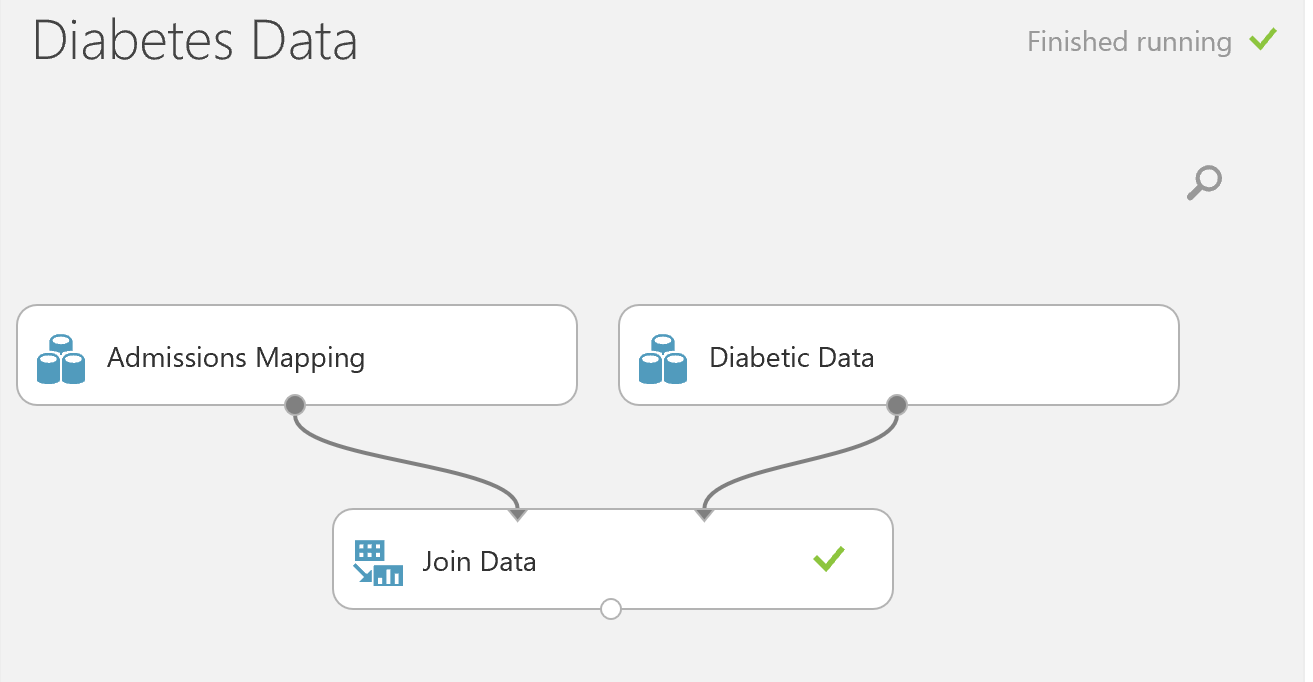 Diabetes Data
Finished running
Admissions Mapping
Diabetic Data
Join Data